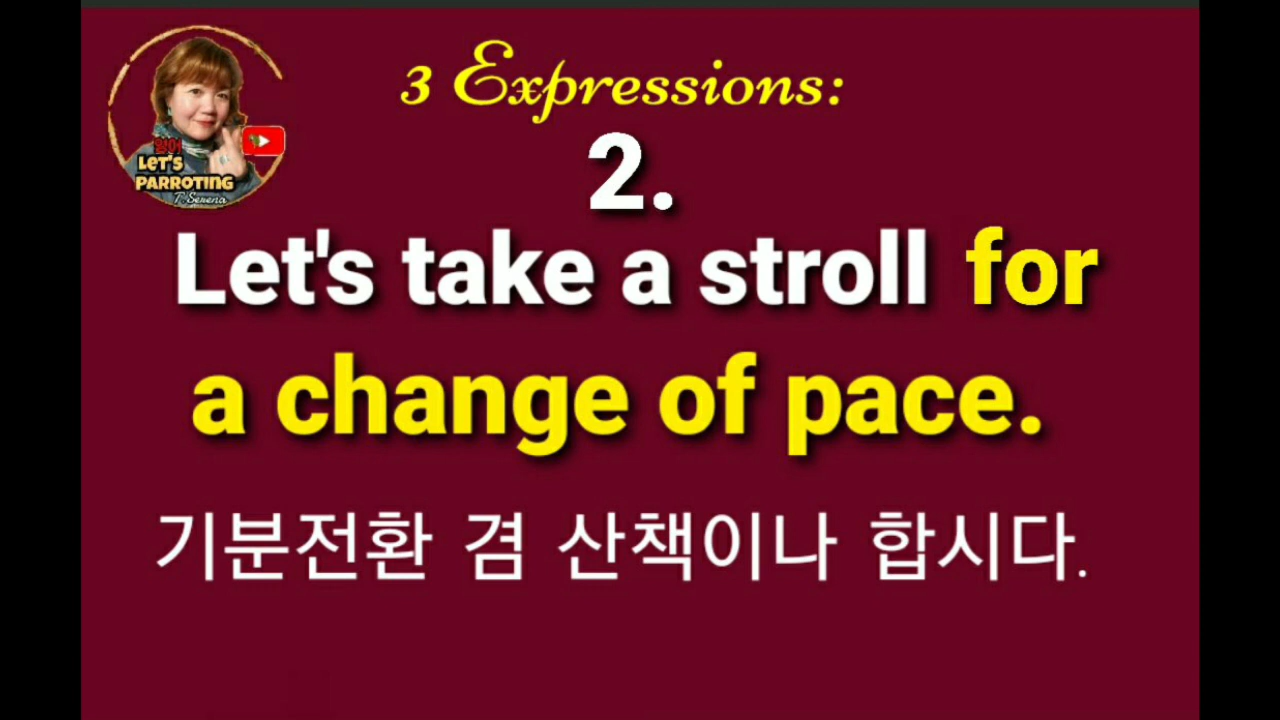 3 Expressions:
2.
Let's take a stroll for
a change of pace.
기분전환 겸 산책이나 합시다.
LET'S
PARROTING
T. Serena